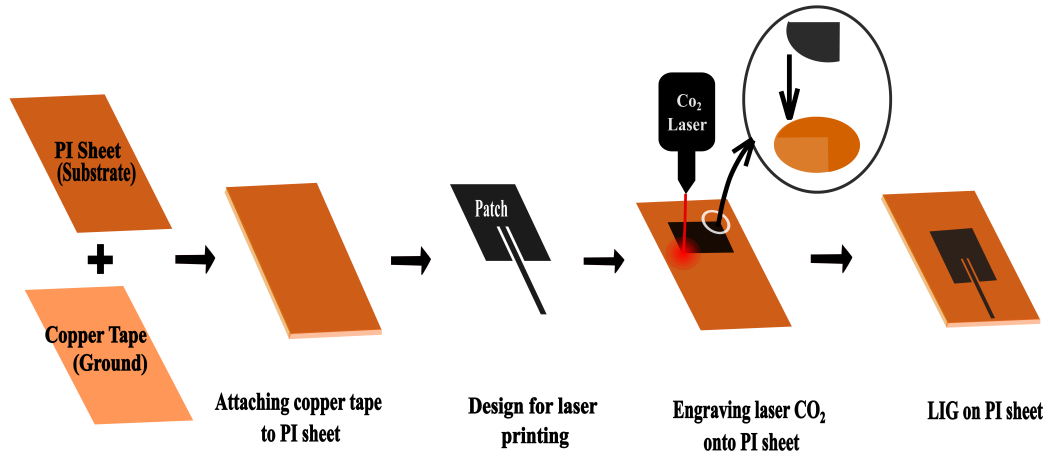 PI Sheet
(Substrate)
Copper Tape
(Ground)
Attaching copper tape
to PI sheet
Patch
Design for laser
printing
Co₂
Laser
Engraving laser CO₂
onto PI sheet
LIG on PI sheet